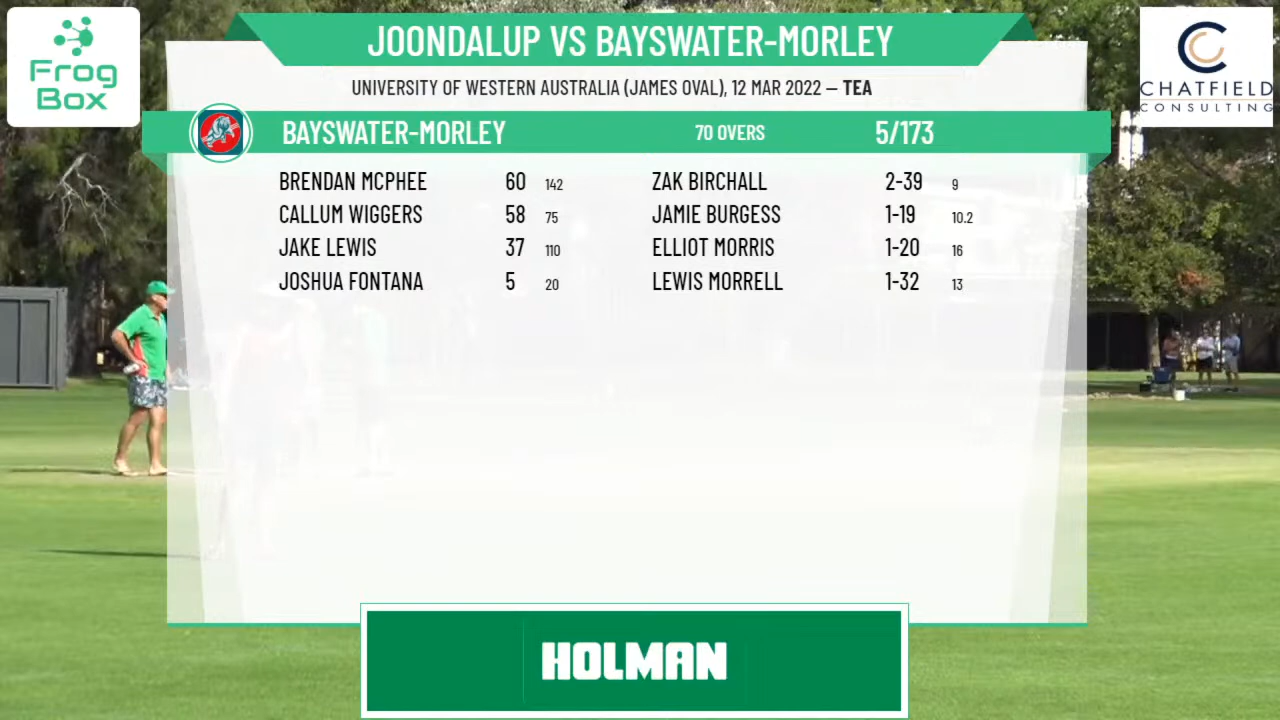 Frog
Box
CHATFIELD
CONSULTING
JOONDALUP VS BAYSWATER-MORLEY
UNIVERSITY OF WESTERN AUSTRALIA (JAMES OVAL), 12 MAR 2022 – TEA
BAYSWATER-MORLEY 70 OVERS 5/173
BRENDAN MCPHEE 60 142 ZAK BIRCHALL 2-39 9
CALLUM WIGGERS 58 75 JAMIE BURGESS 1-19 10.2
JAKE LEWIS 37 110 ELLIOT MORRIS 1-20 16
JOSHUA FONTANA 5 20 LEWIS MORRELL 1-32 13
HOLMAN